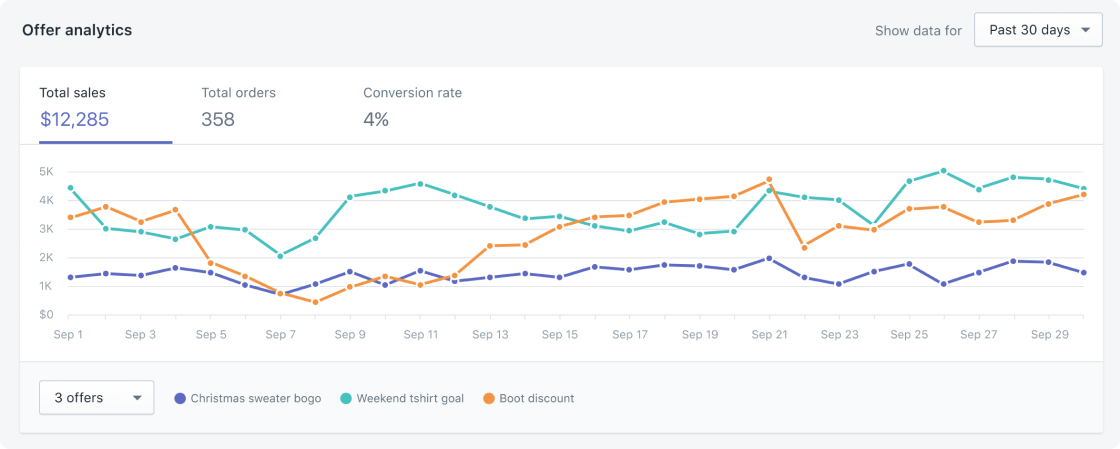 Offer analytics
Show data for
Past 30 days
Total sales
$12,285
Total orders
358
Conversion rate
4%
5K
4K
3K
2K
1K
$0
Sep 1 Sep 3 Sep 5 Sep 7 Sep 9 Sep 11 Sep 13 Sep 15 Sep 17 Sep 19 Sep 21 Sep 23 Sep 25 Sep 27 Sep 29
3 offers
Christmas sweater bogo
Weekend tshirt goal
Boot discount